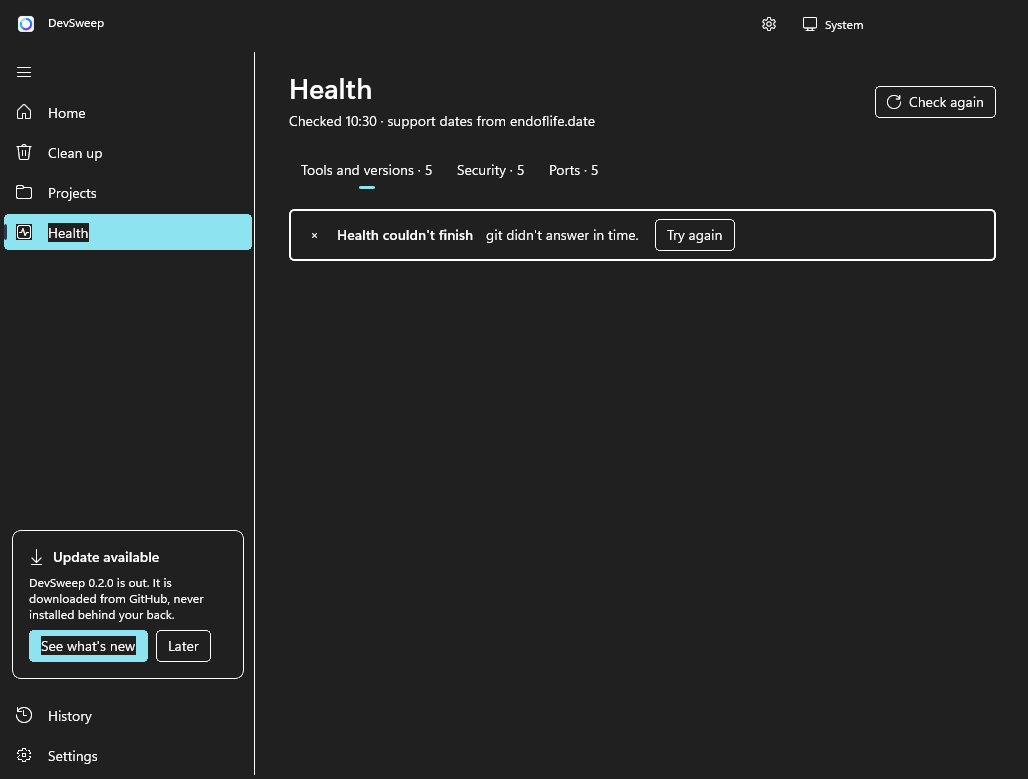 DevSweep
System
Home
Clean up
Projects
Health
Health
Checked 10:30 · support dates from endoflife.date
Check again
Tools and versions · 5
Security · 5
Ports · 5
Health couldn't finish
git didn't answer in time.
Try again
Update available
DevSweep 0.2.0 is out. It is
downloaded from GitHub, never
installed behind your back.
See what's new
Later
History
Settings